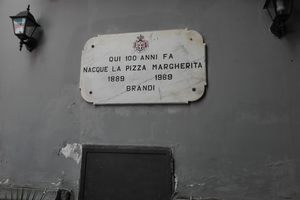 QUI 100 ANNI FA
NACQUE LA PIZZA MARGHERITA
1889 1989
BRANDI